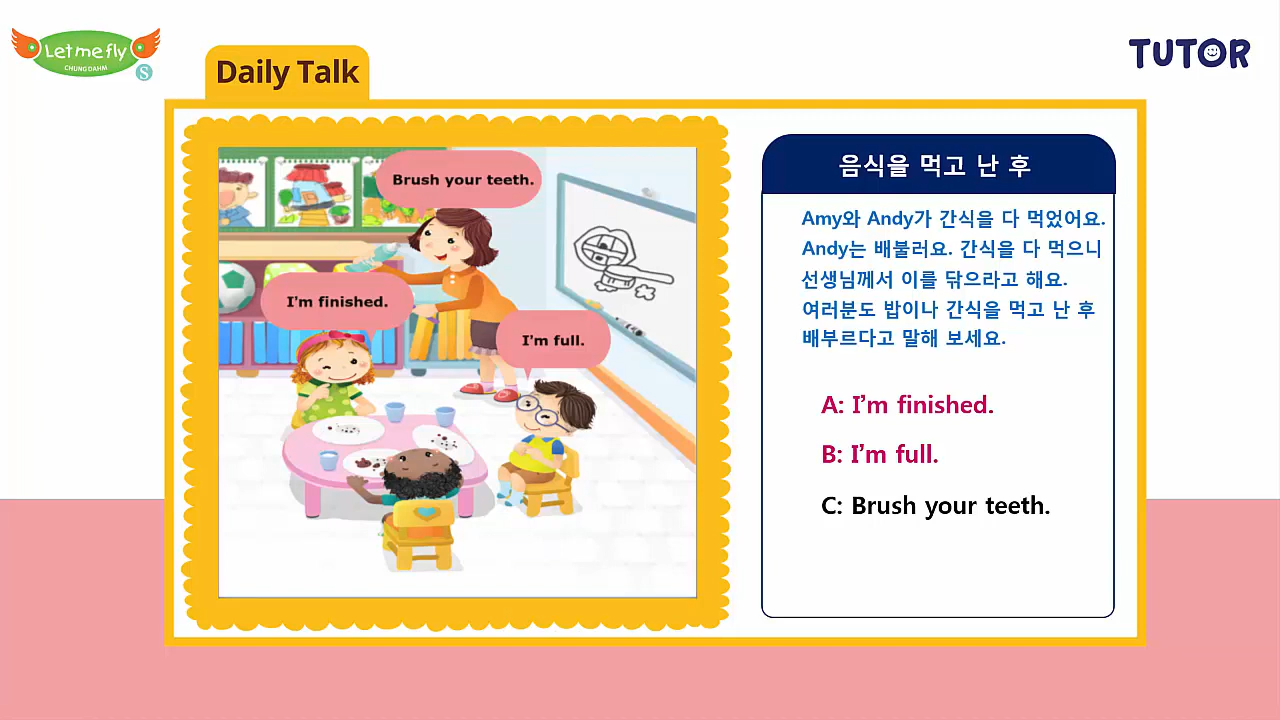 Let me fly
CHUNG DAHM
S
TUTOR
Daily Talk
Brush your teeth.
I'm finished.
I'm full.
음식을 먹고 난 후
Amy와 Andy가 간식을 다 먹었어요.
Andy는 배불러요. 간식을 다 먹으니
선생님께서 이를 닦으라고 해요.
여러분도 밥이나 간식을 먹고 난 후
배부르다고 말해 보세요.
A: I'm finished.
B: I'm full.
C: Brush your teeth.